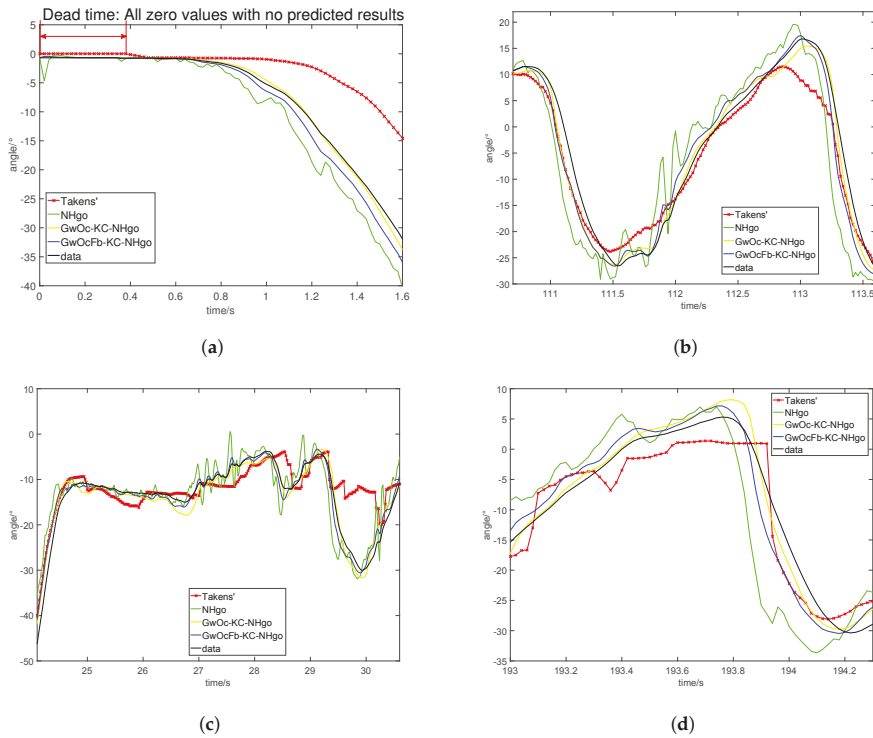 Dead time: All zero values with no predicted results
5
0
-5
-10
-15
-20
-25
-30
-35
-40
angle/°
Takens'
NHgo
GwOc-KC-NHgo
GwOcFb-KC-NHgo
data
0 0.2 0.4 0.6 0.8 1 1.2 1.4 1.6
time/s
(a)
20
15
10
5
0
-5
-10
-15
-20
-25
-30
angle/°
Takens'
NHgo
GwOc-KC-NHgo
GwOcFb-KC-NHgo
data
111 111.5 112 112.5 113 113.5
time/s
(b)
10
0
-10
-20
-30
-40
-50
angle/°
Takens'
NHgo
GwOc-KC-NHgo
GwOcFb-KC-NHgo
data
25 26 27 28 29 30
time/s
(c)
10
5
0
-5
-10
-15
-20
-25
-30
-35
angle/°
Takens'
NHgo
GwOc-KC-NHgo
GwOcFb-KC-NHgo
data
193 193.2 193.4 193.6 193.8 194 194.2
time/s
(d)